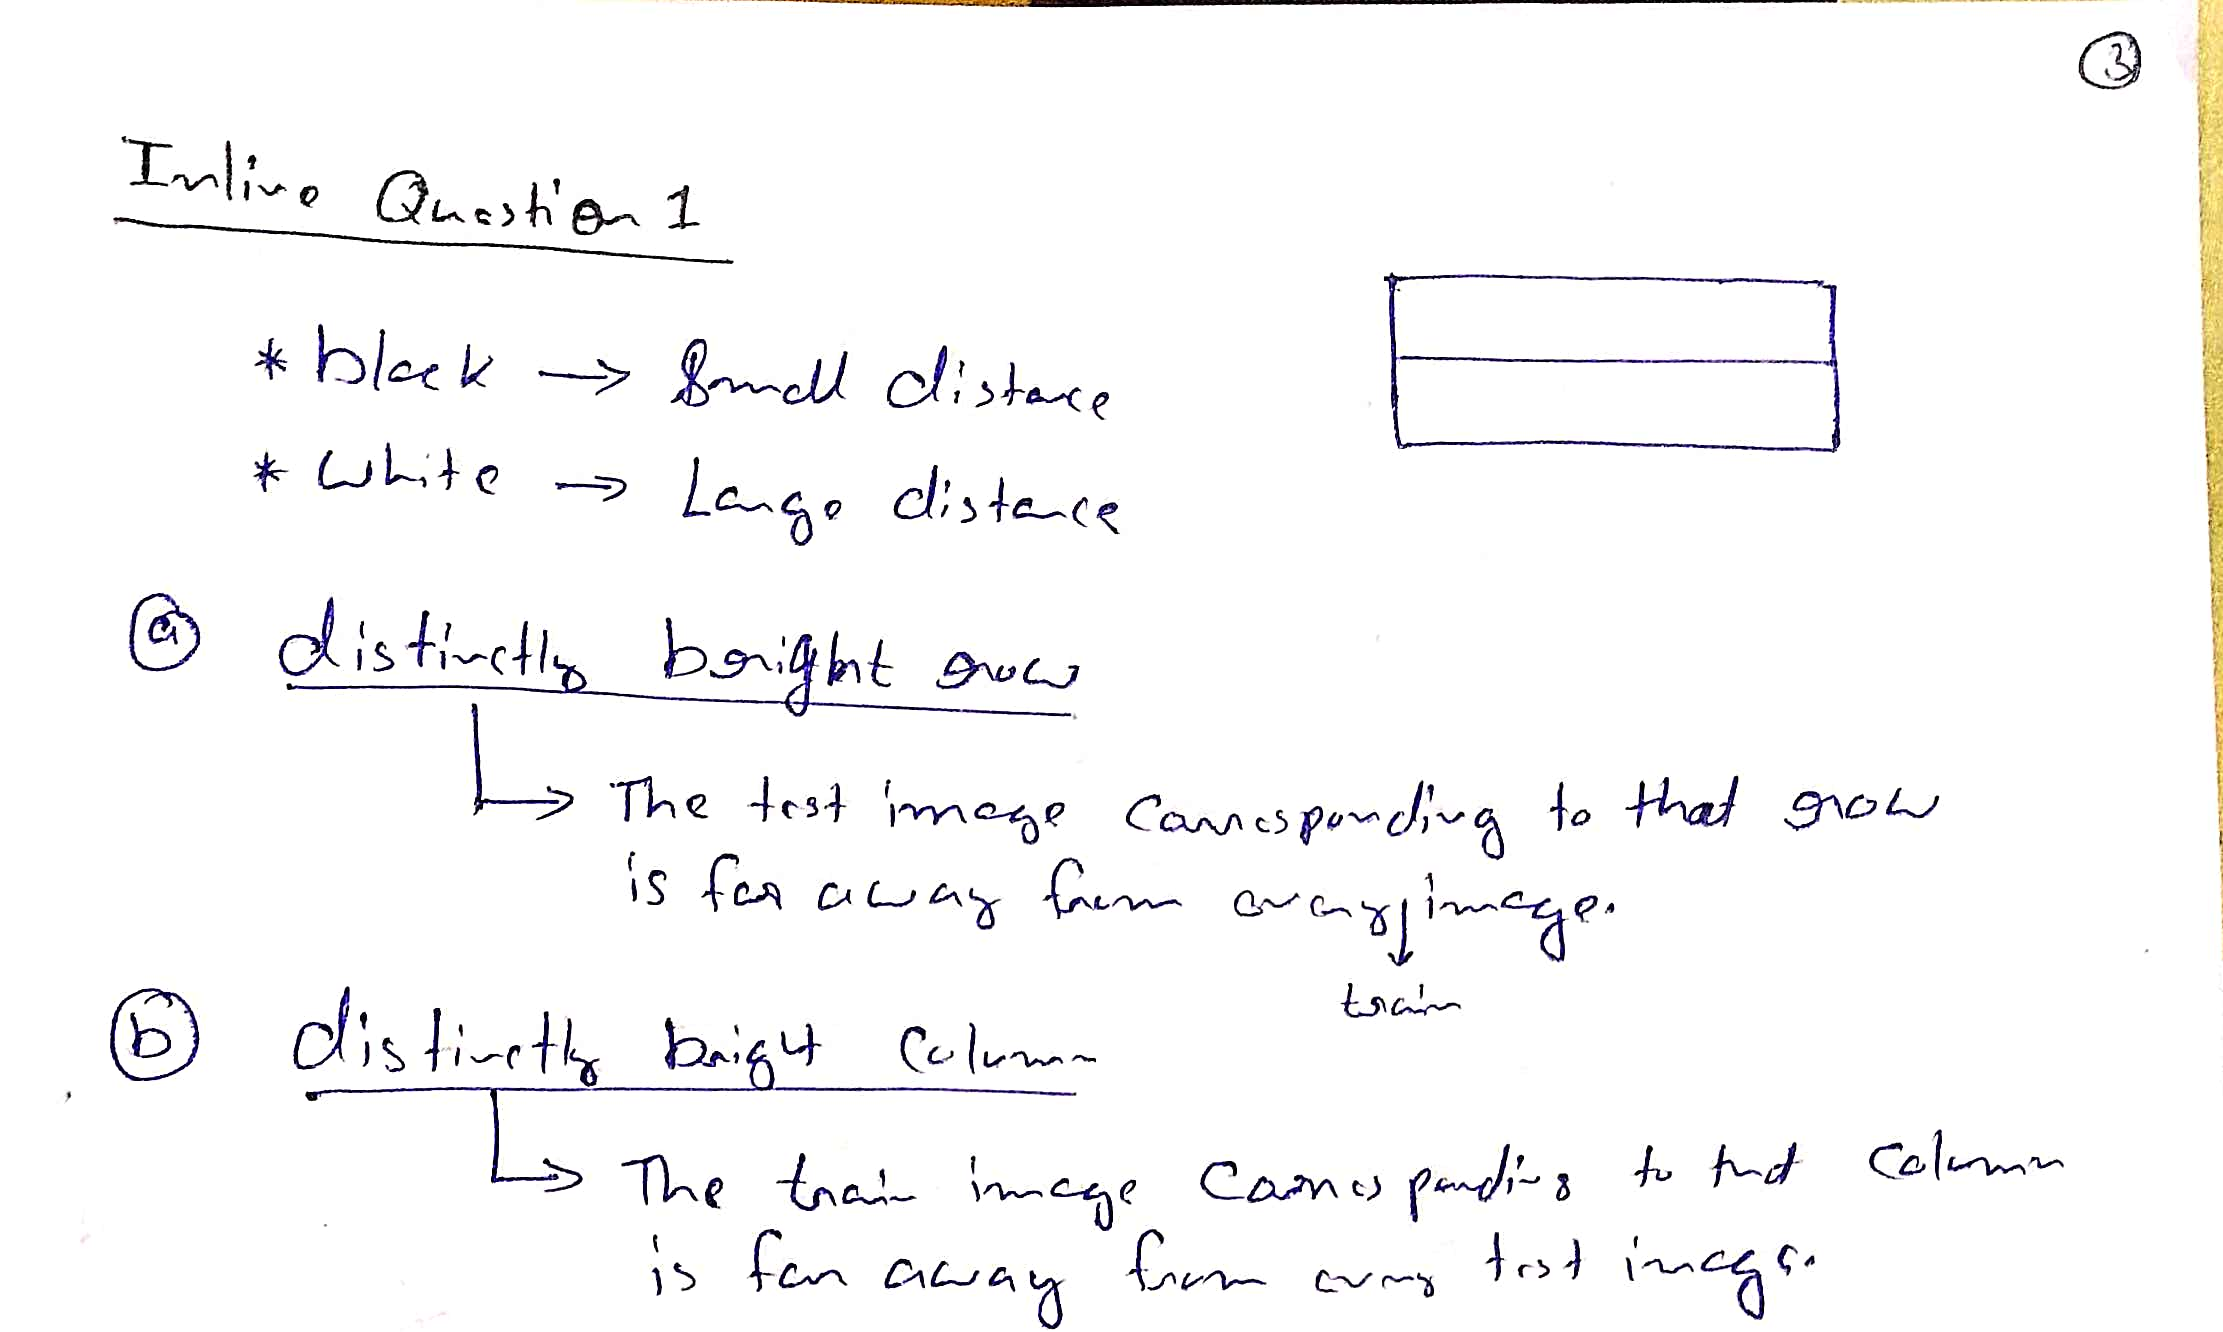 3
Inline Question 1
* black → Small distance
* White → Large distance
a distinctly bright row
↳ The test image corresponding to that row
is far away from every image.
↓
train
b distinctly bright Column
↳ The train image corresponding to that Column
is far away from every test image.